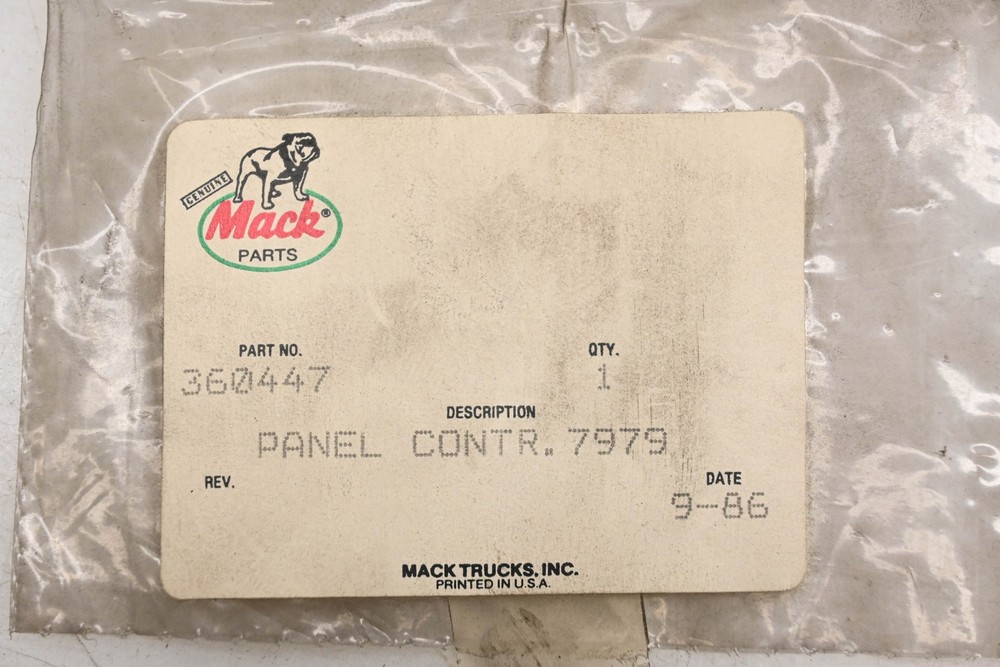 GENUINE
Mack®
PARTS
PART NO. QTY.
360447 1
DESCRIPTION
PANEL CONTR. 7979
REV. DATE
9-86
MACK TRUCKS, INC.
PRINTED IN U.S.A.